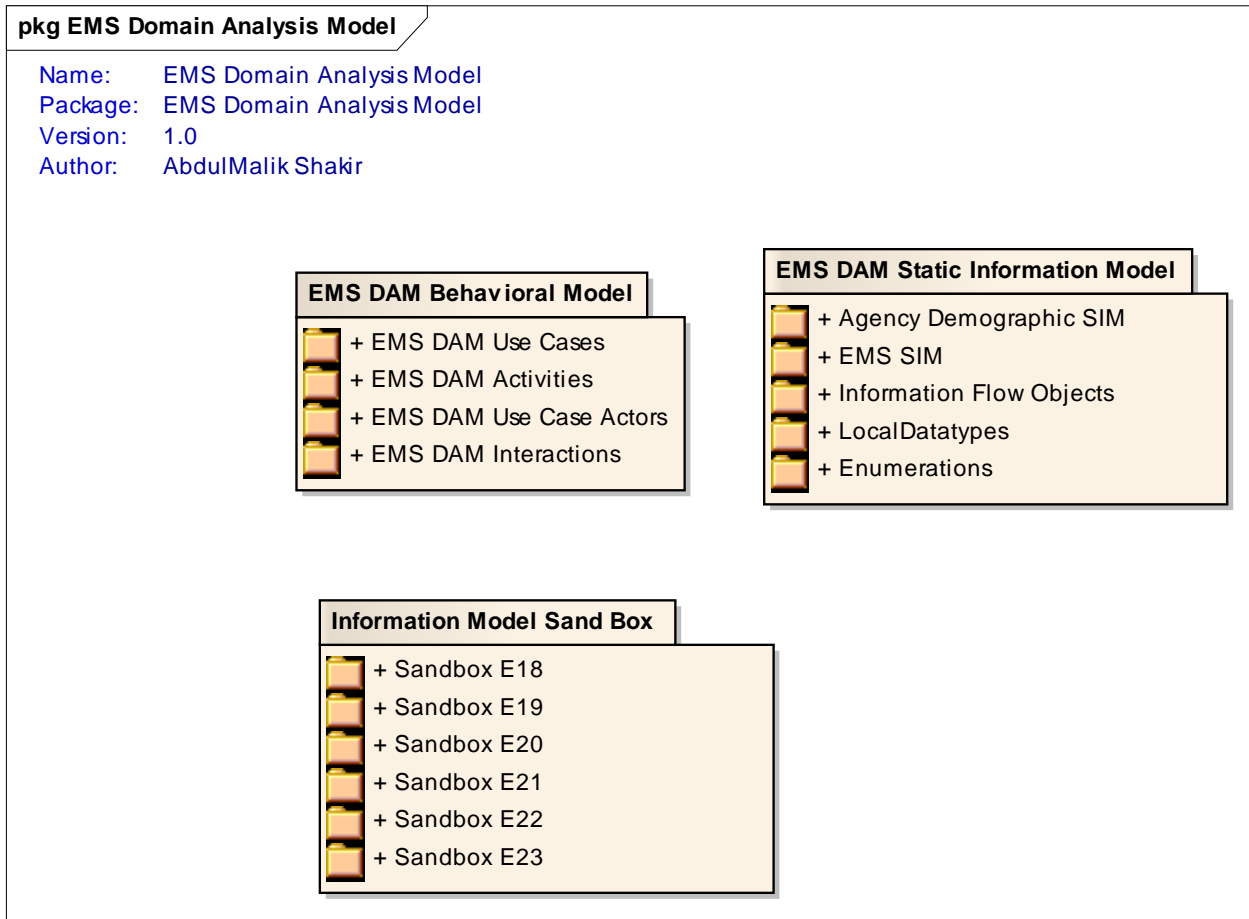 pkg EMS Domain Analysis Model
Name: EMS Domain Analysis Model
Package: EMS Domain Analysis Model
Version: 1.0
Author: AbdulMalik Shakir
EMS DAM Behavioral Model
+ EMS DAM Use Cases
+ EMS DAM Activities
+ EMS DAM Use Case Actors
+ EMS DAM Interactions
EMS DAM Static Information Model
+ Agency Demographic SIM
+ EMS SIM
+ Information Flow Objects
+ LocalDatatypes
+ Enumerations
Information Model Sand Box
+ Sandbox E18
+ Sandbox E19
+ Sandbox E20
+ Sandbox E21
+ Sandbox E22
+ Sandbox E23